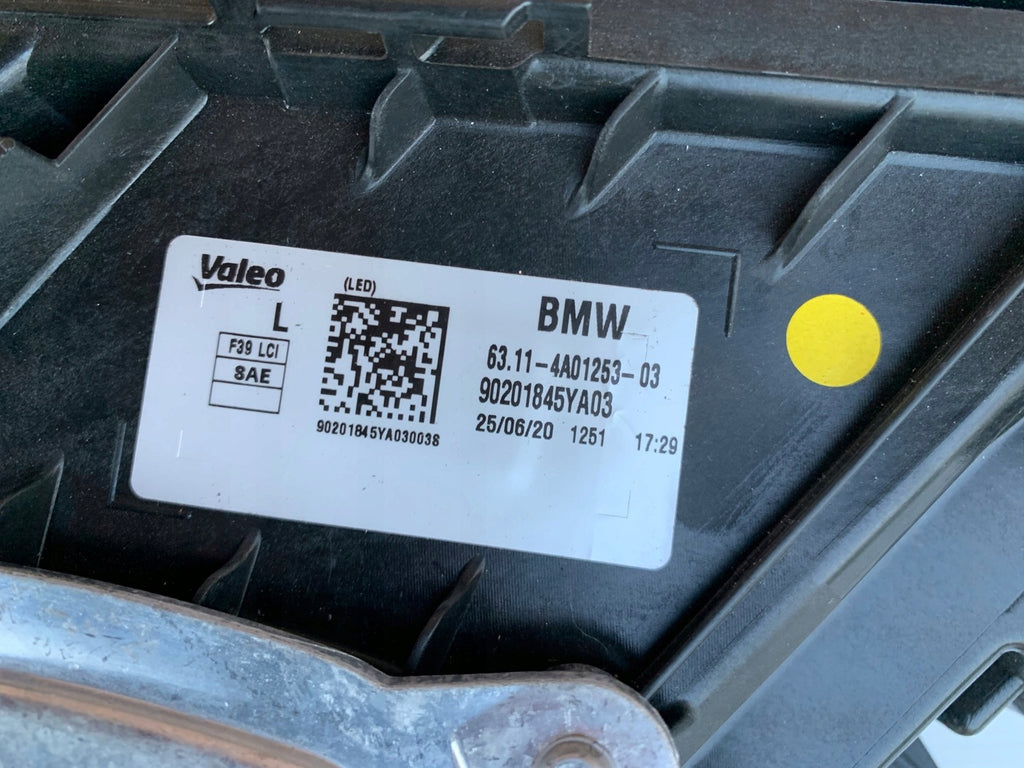 Valeo
L
F39 LCI
SAE
(LED)
90201845YA030038
BMW
63.11-4A01253-03
90201845YA03
25/06/20 1251 17:29